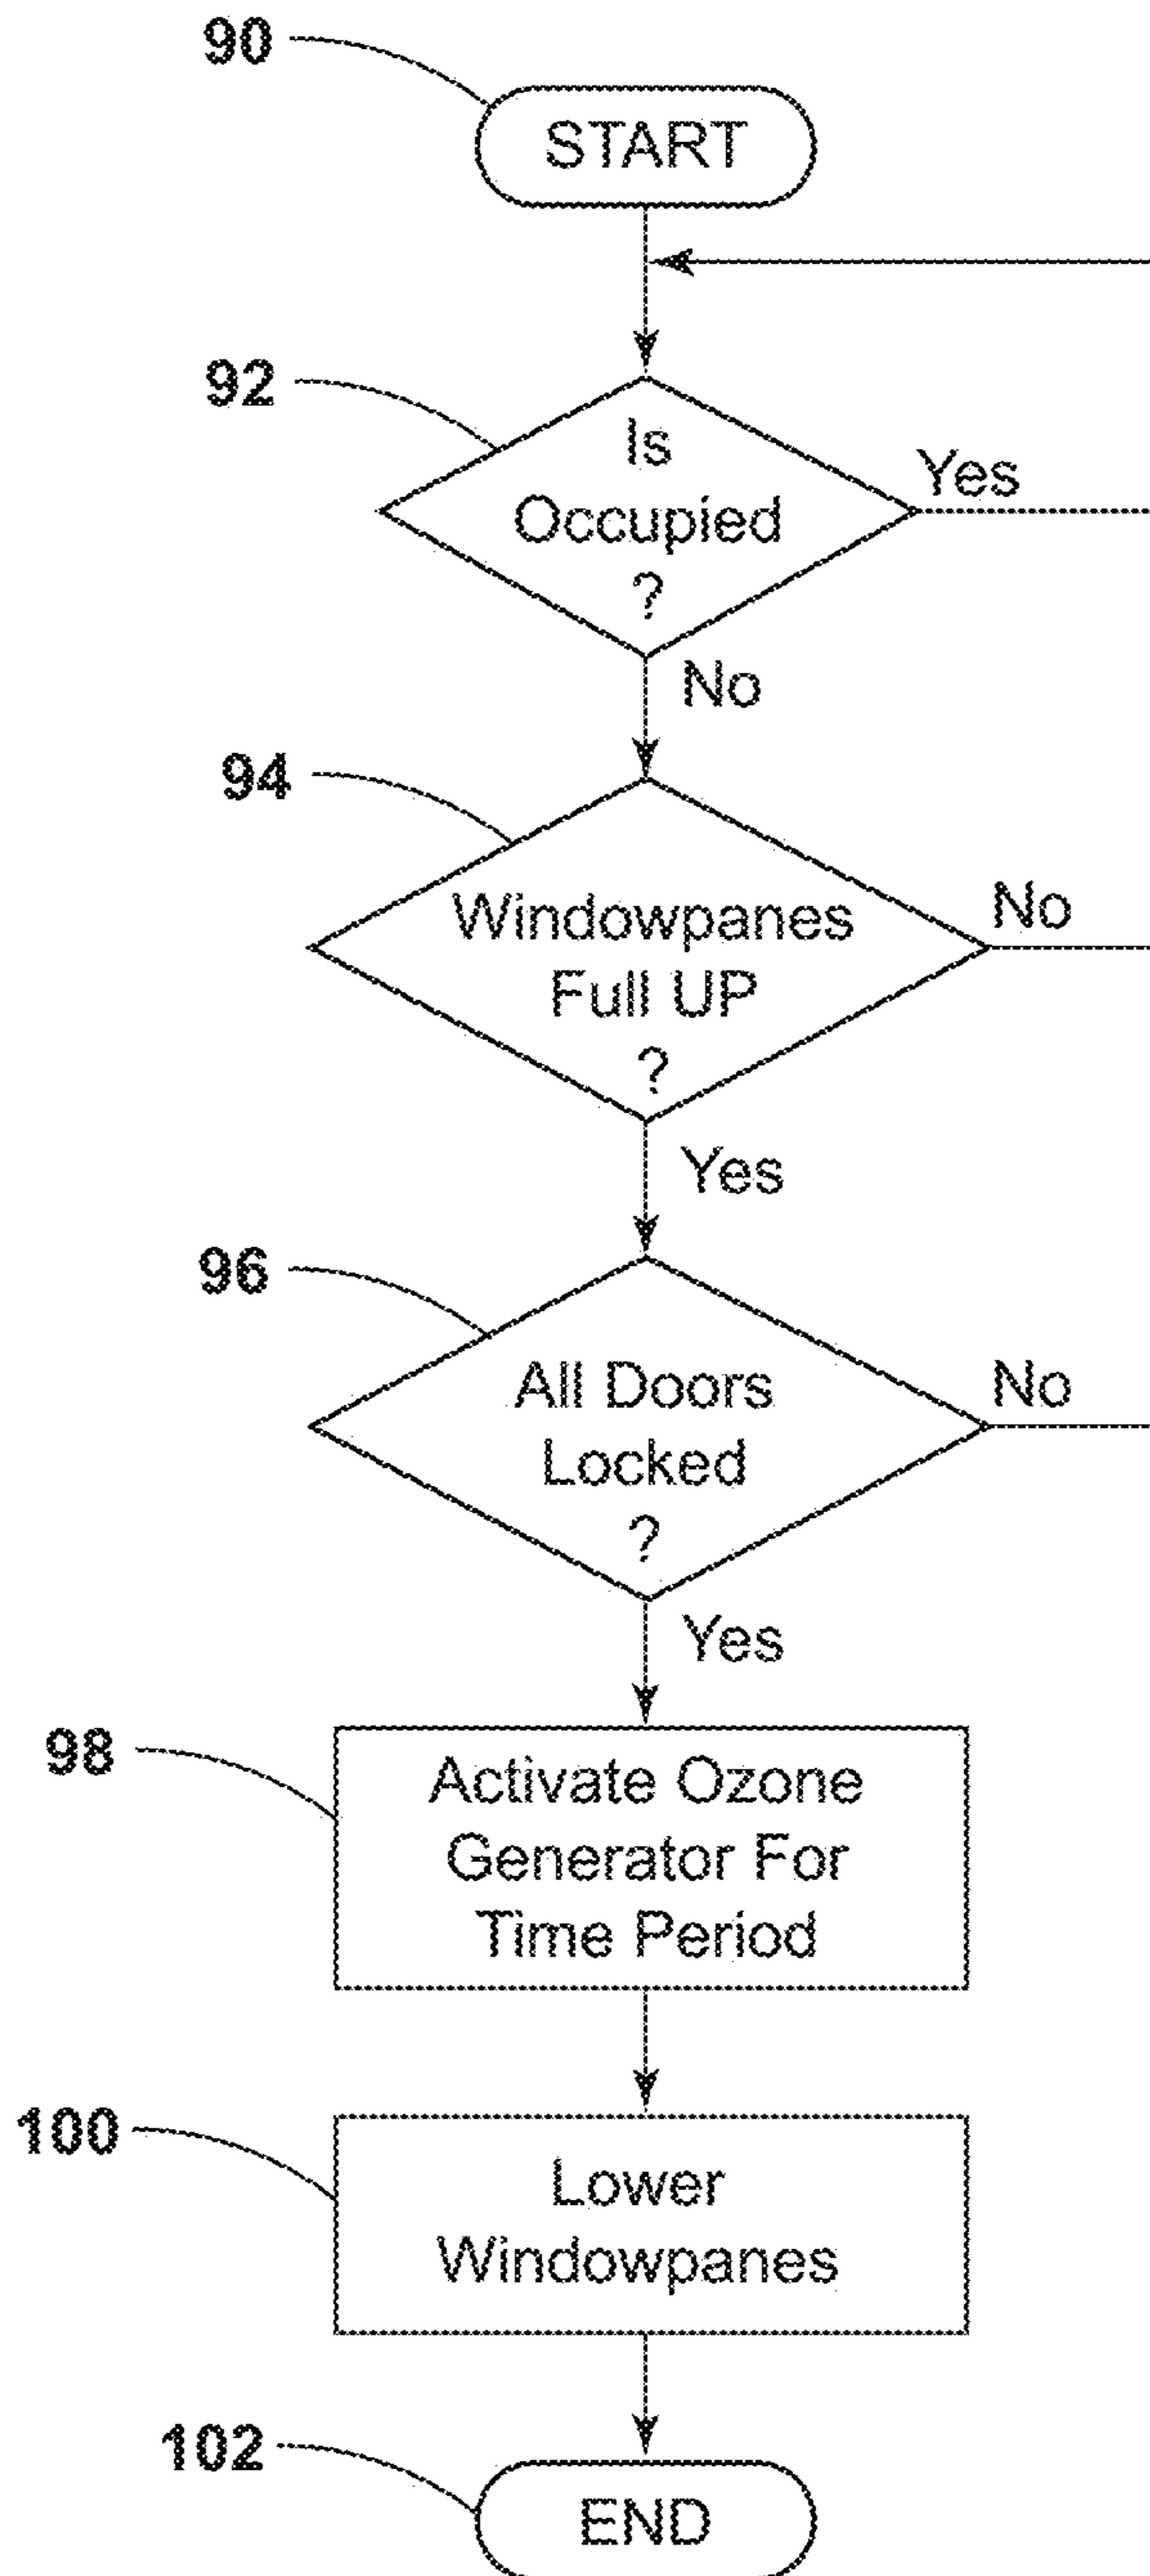 90
START
92
Is
Occupied
?
Yes
No
94
Windowpanes
Full UP
?
No
Yes
96
All Doors
Locked
?
No
Yes
98
Activate Ozone
Generator For
Time Period
100
Lower
Windowpanes
102
END